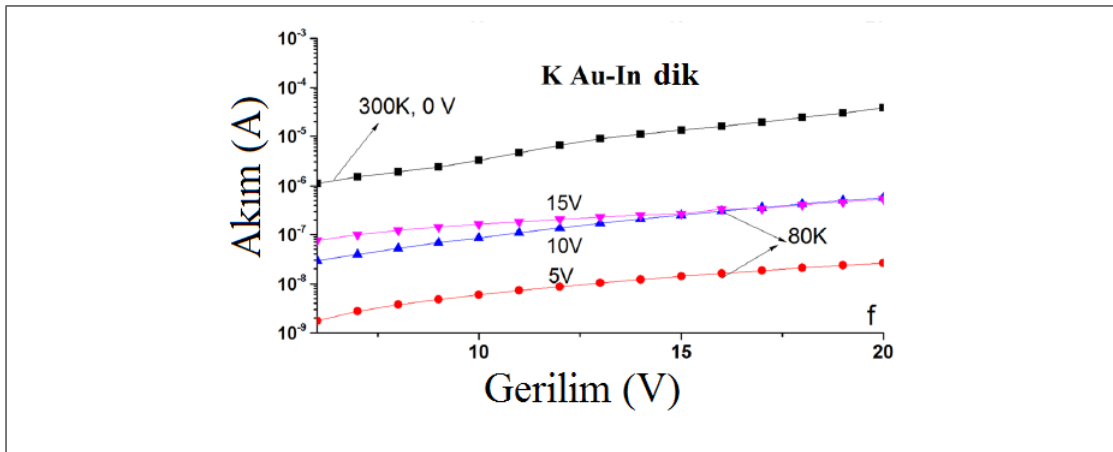 10⁻³
K Au-In dik
10⁻⁴
300K, 0 V
10⁻⁵
Akım (A)
10⁻⁶
15V
10⁻⁷
10V
80K
10⁻⁸
5V
f
10⁻⁹
10 15 20
Gerilim (V)